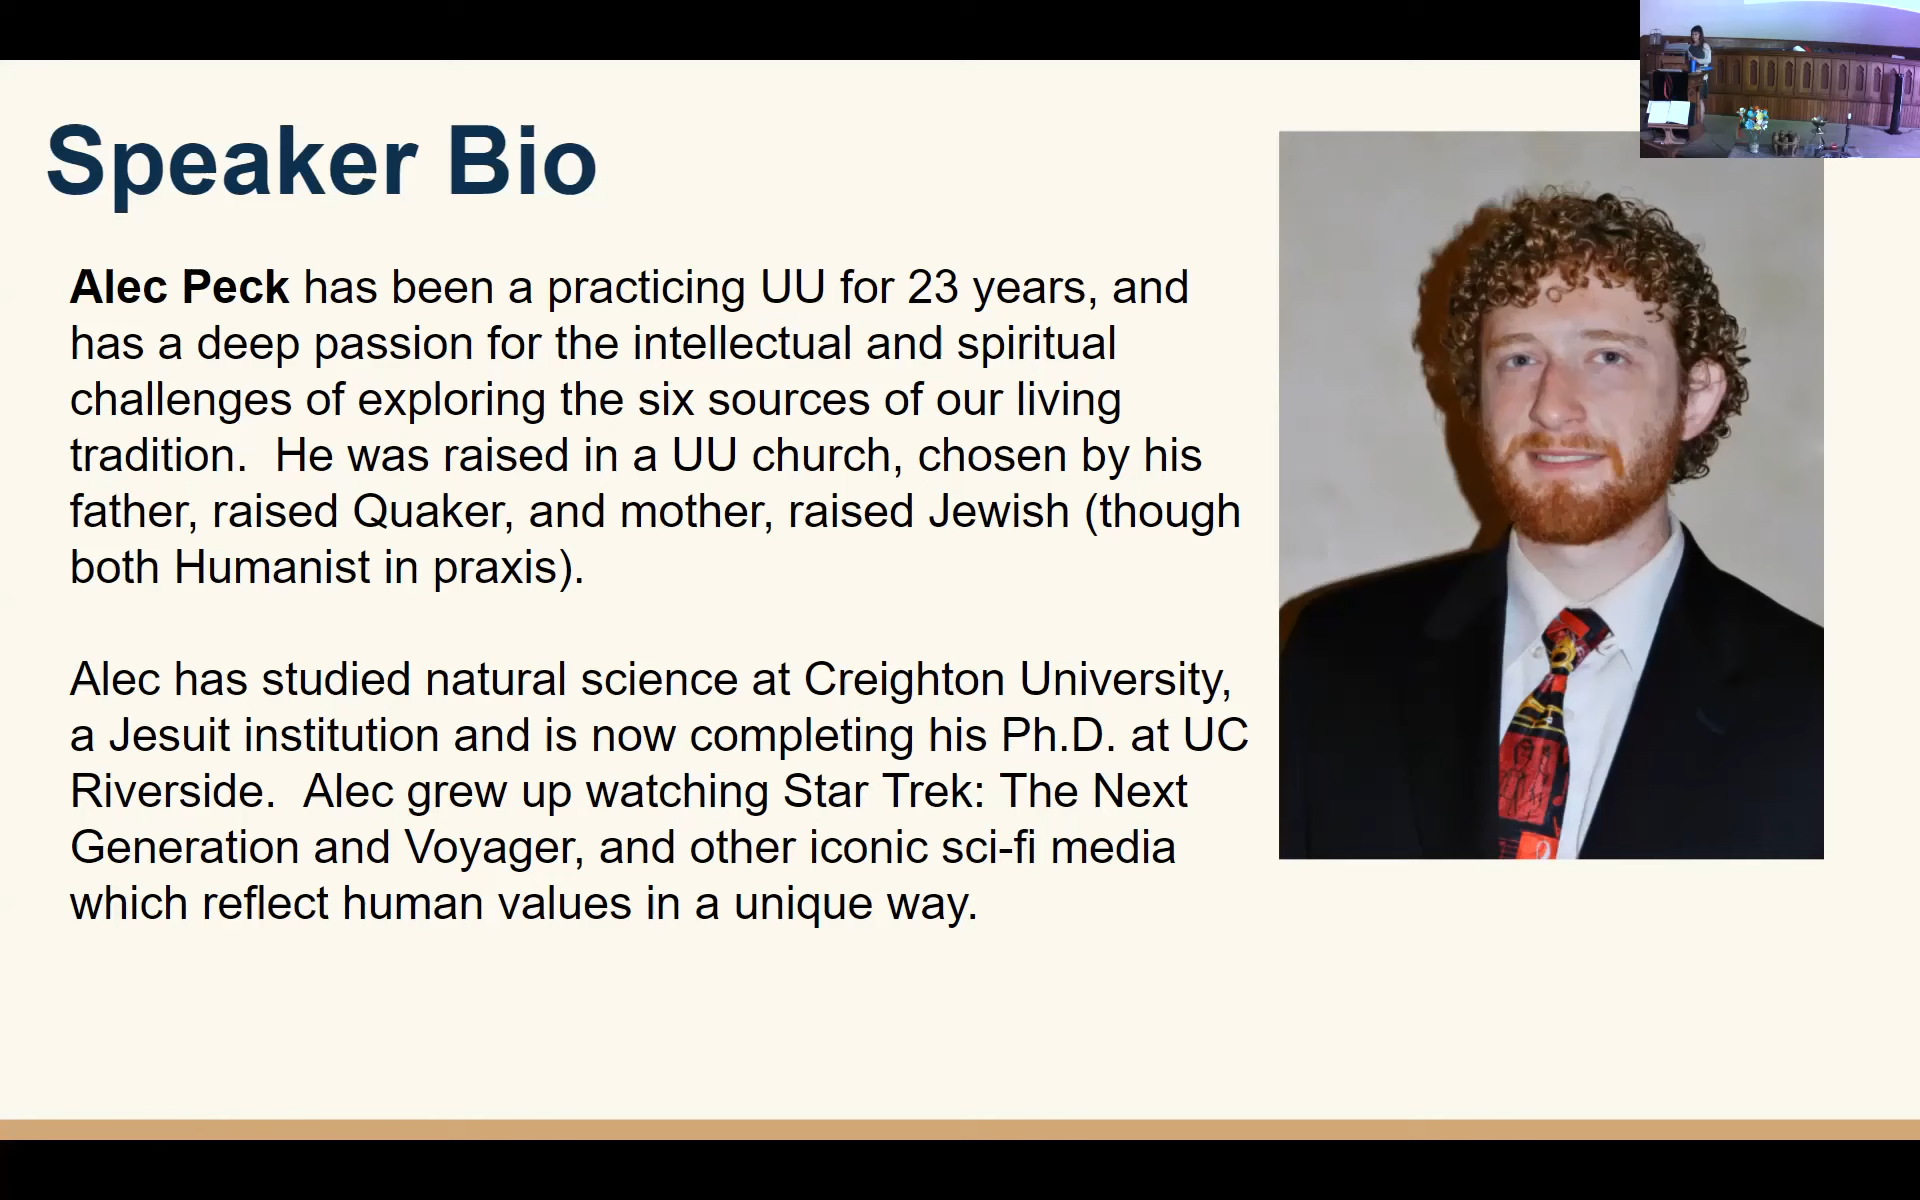 Speaker Bio
Alec Peck has been a practicing UU for 23 years, and
has a deep passion for the intellectual and spiritual
challenges of exploring the six sources of our living
tradition.  He was raised in a UU church, chosen by his
father, raised Quaker, and mother, raised Jewish (though
both Humanist in praxis).
Alec has studied natural science at Creighton University,
a Jesuit institution and is now completing his Ph.D. at UC
Riverside.  Alec grew up watching Star Trek: The Next
Generation and Voyager, and other iconic sci-fi media
which reflect human values in a unique way.